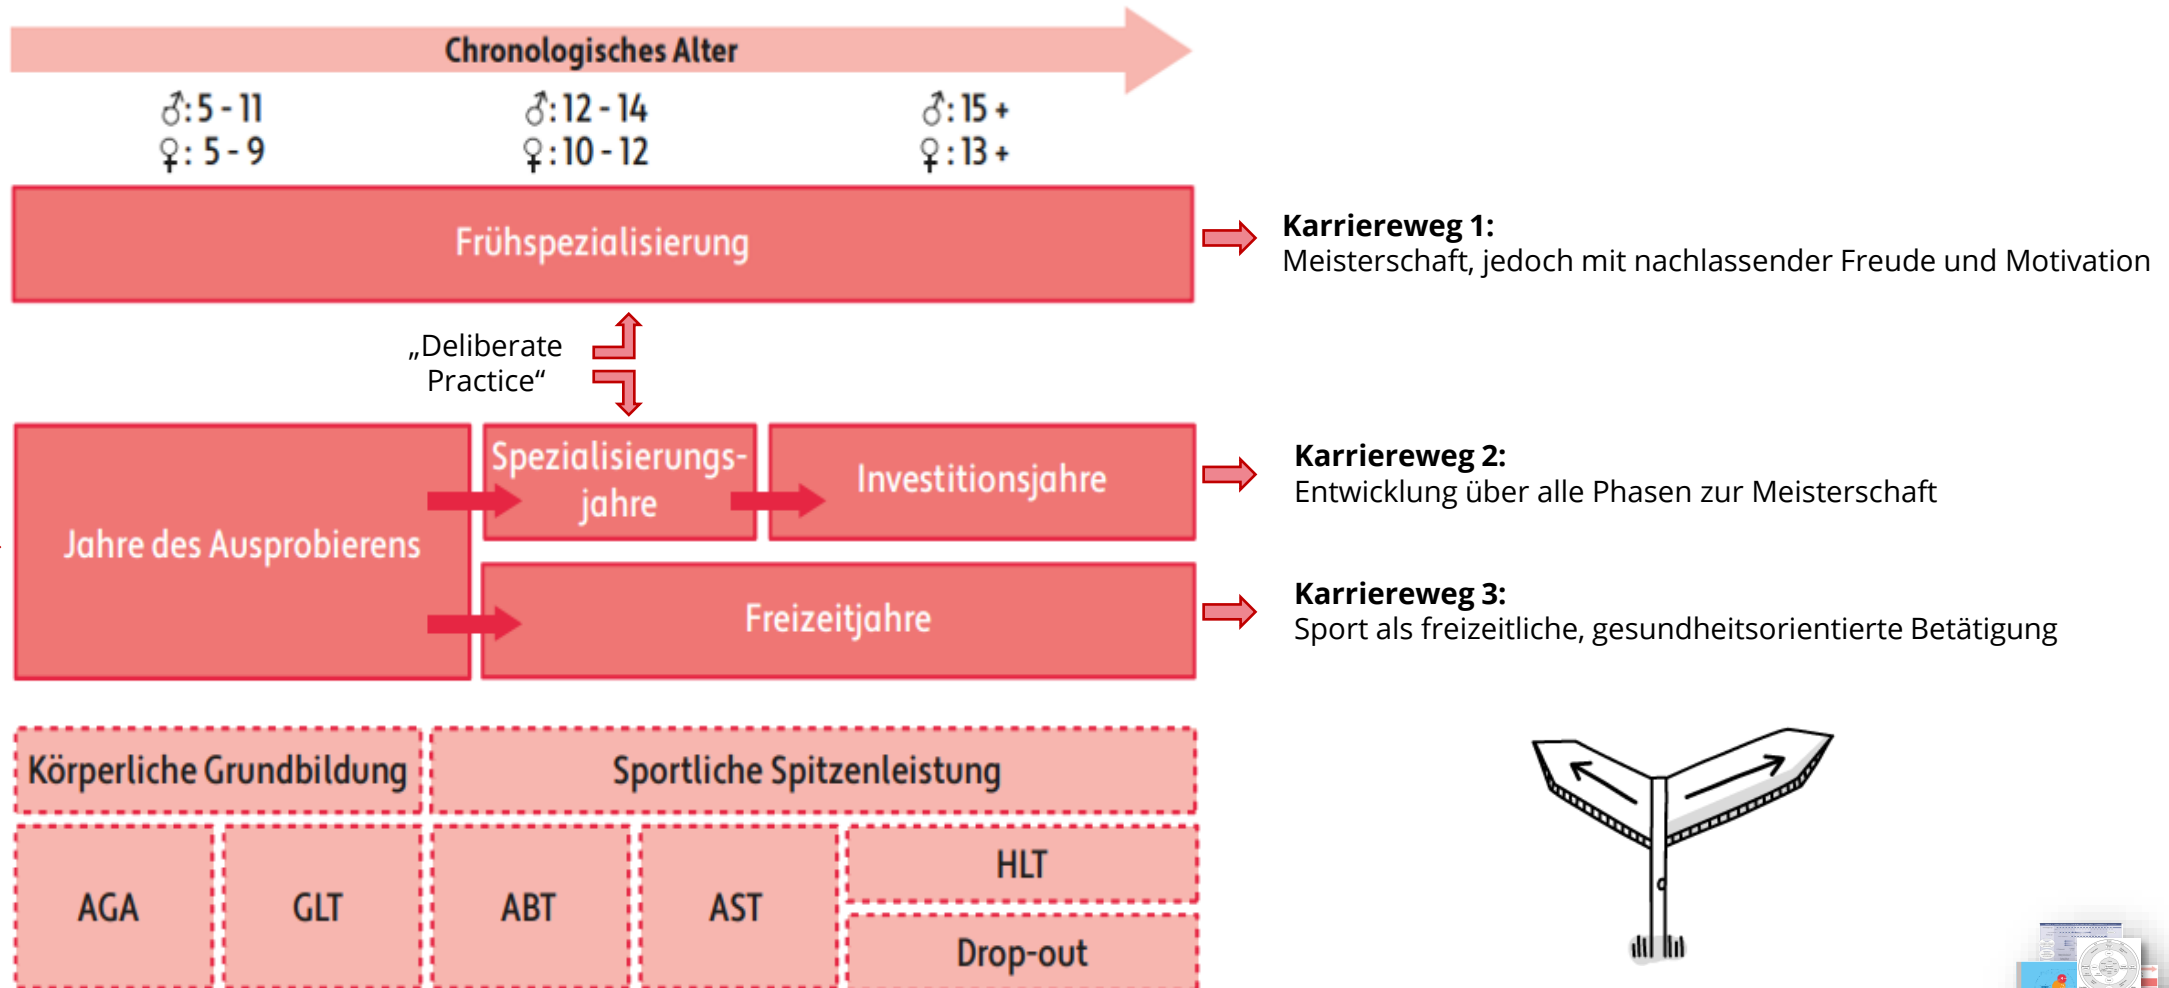 Chronologisches Alter
♂: 5 - 11
♀: 5 - 9
♂: 12 - 14
♀: 10 - 12
♂: 15 +
♀: 13 +
Frühspezialisierung
Karriereweg 1:
Meisterschaft, jedoch mit nachlassender Freude und Motivation
„Deliberate
Practice“
Jahre des Ausprobierens
Spezialisierungs-
jahre
Investitionsjahre
Karriereweg 2:
Entwicklung über alle Phasen zur Meisterschaft
Freizeitjahre
Karriereweg 3:
Sport als freizeitliche, gesundheitsorientierte Betätigung
Körperliche Grundbildung
Sportliche Spitzenleistung
AGA
GLT
ABT
AST
HLT
Drop-out